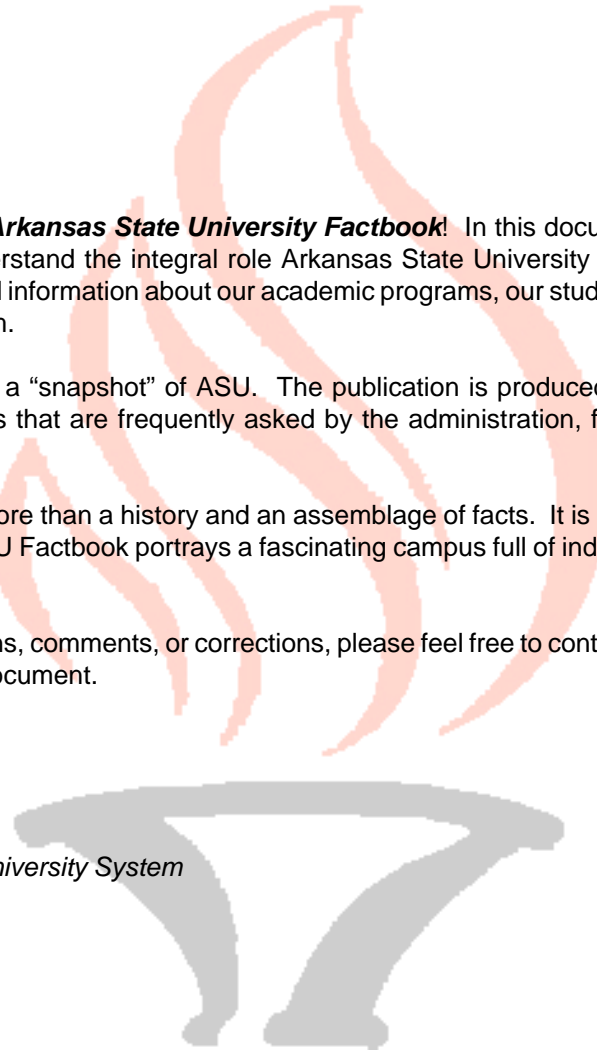 Arkansas State University Factbook! In this docu
erstand the integral role Arkansas State University
d information about our academic programs, our stud
n.
a “snapshot” of ASU. The publication is produced
s that are frequently asked by the administration, f
ore than a history and an assemblage of facts. It is
U Factbook portrays a fascinating campus full of ind
ns, comments, or corrections, please feel free to cont
ocument.
niversity System